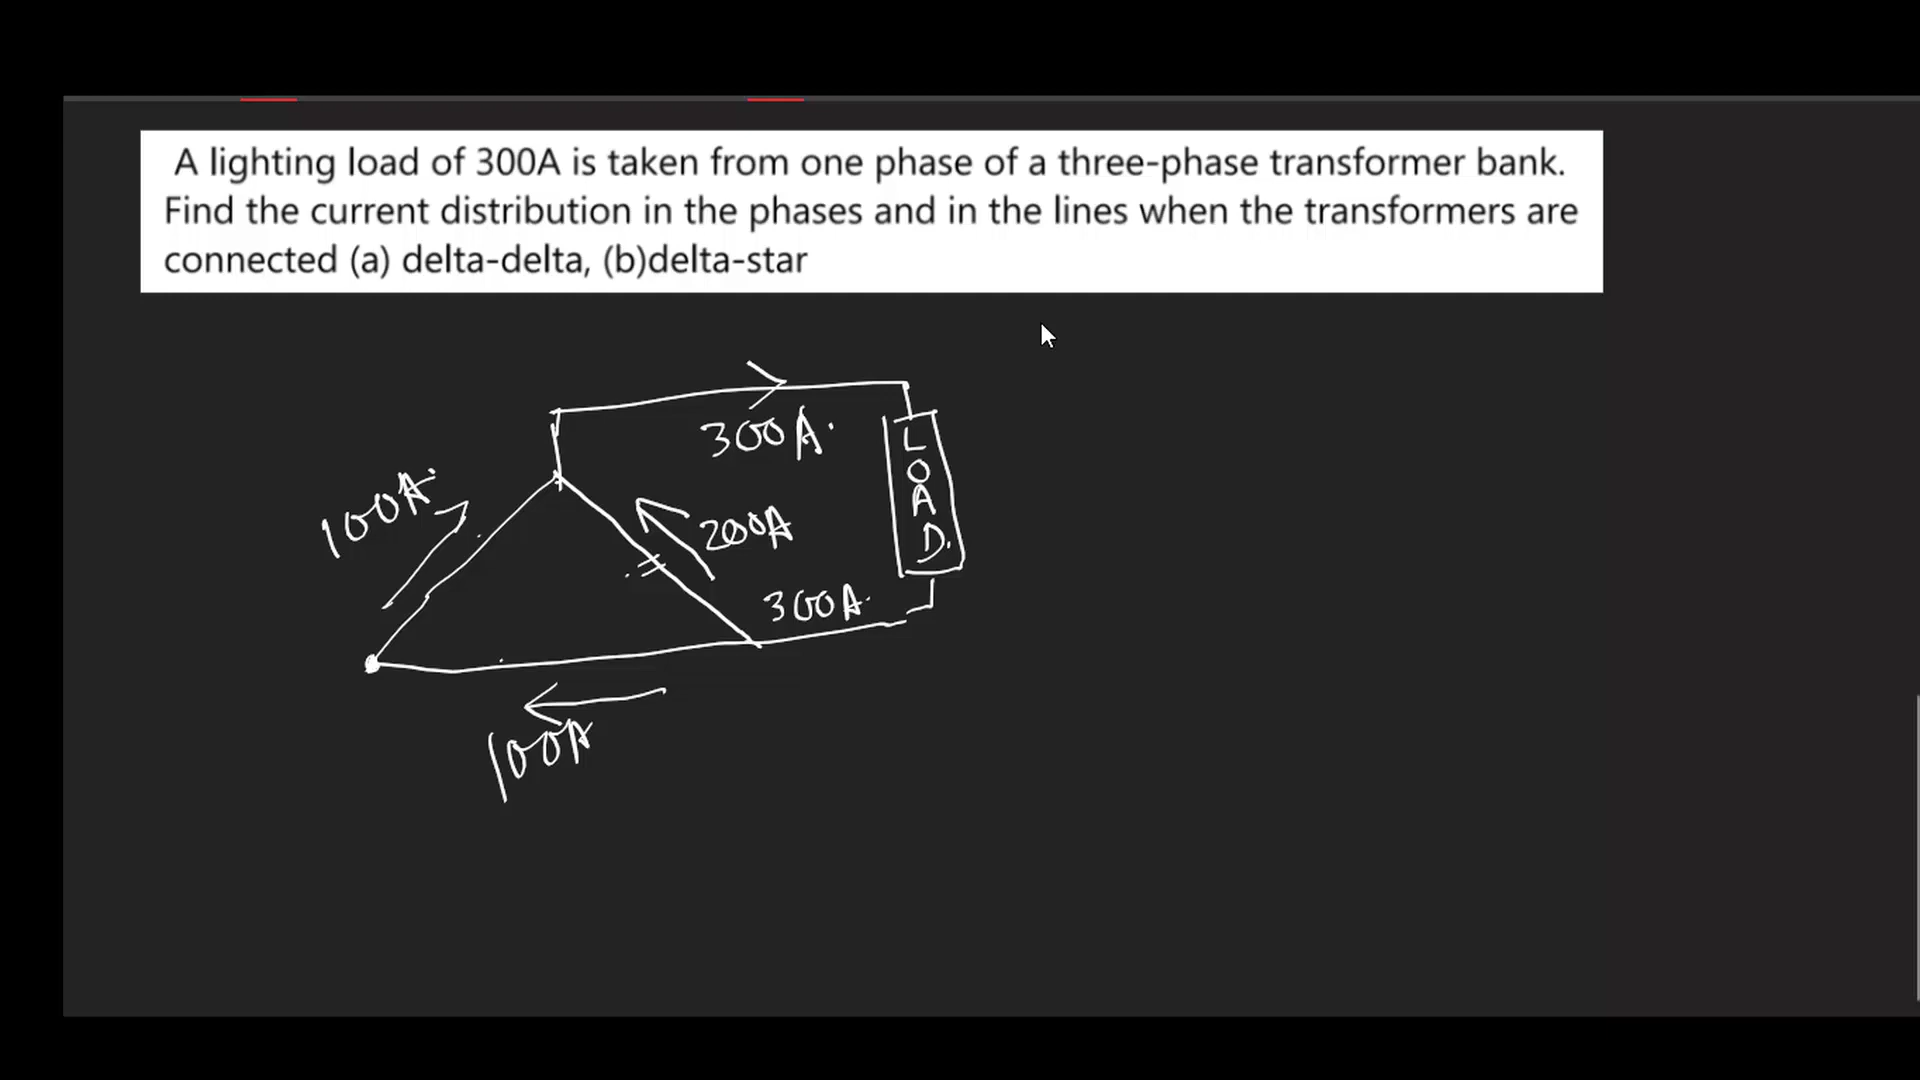 A lighting load of 300A is taken from one phase of a three-phase transformer bank.
Find the current distribution in the phases and in the lines when the transformers are
connected (a) delta-delta, (b)delta-star
300A.
LOAD.
100A.
200A
300A.
100A